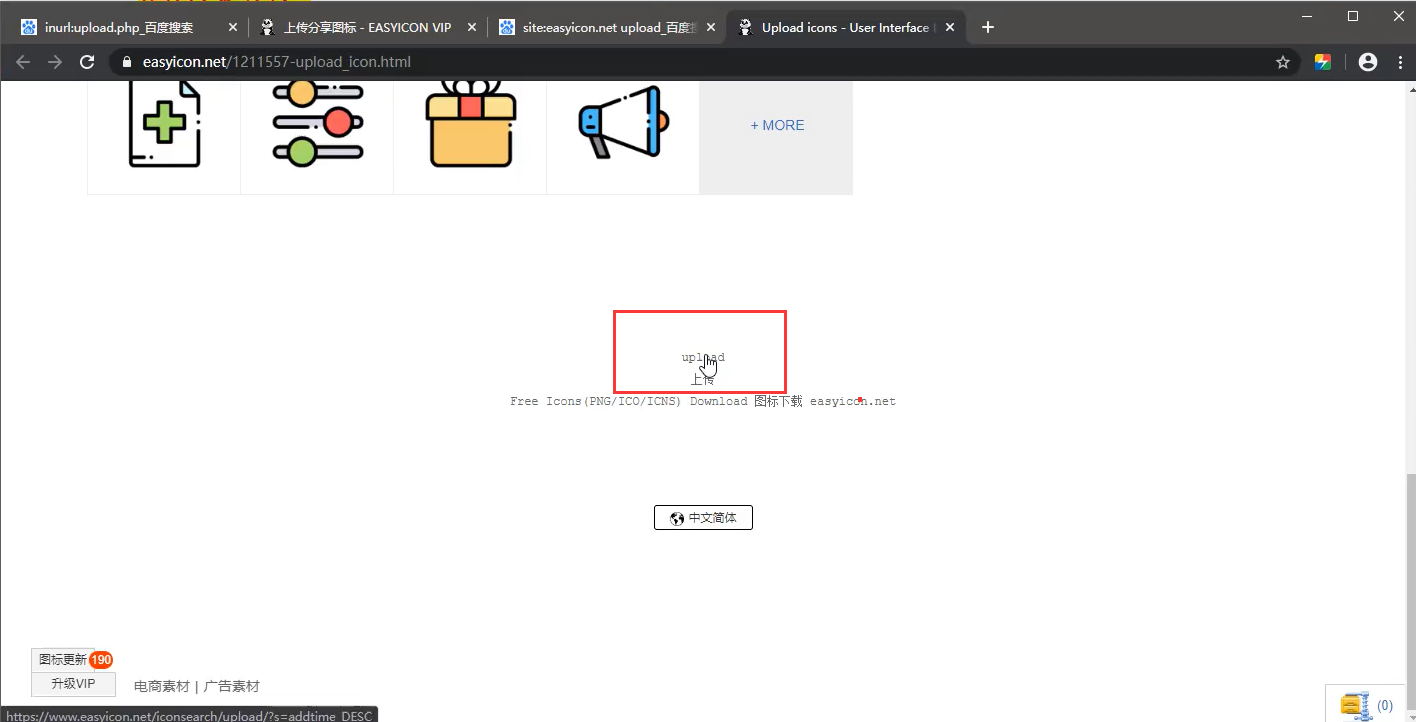 inurl:upload.php_百度搜索
上传分享图标 - EASYICON VIP
site:easyicon.net upload_百度搜
Upload icons - User Interface
easyicon.net/1211557-upload_icon.html
+ MORE
upload
上传
Free Icons(PNG/ICO/ICNS) Download 图标下载 easyicon.net
中文简体
图标更新 190
升级VIP
电商素材 | 广告素材
(0)
https://www.easyicon.net/iconsearch/upload/?s=addtime_DESC